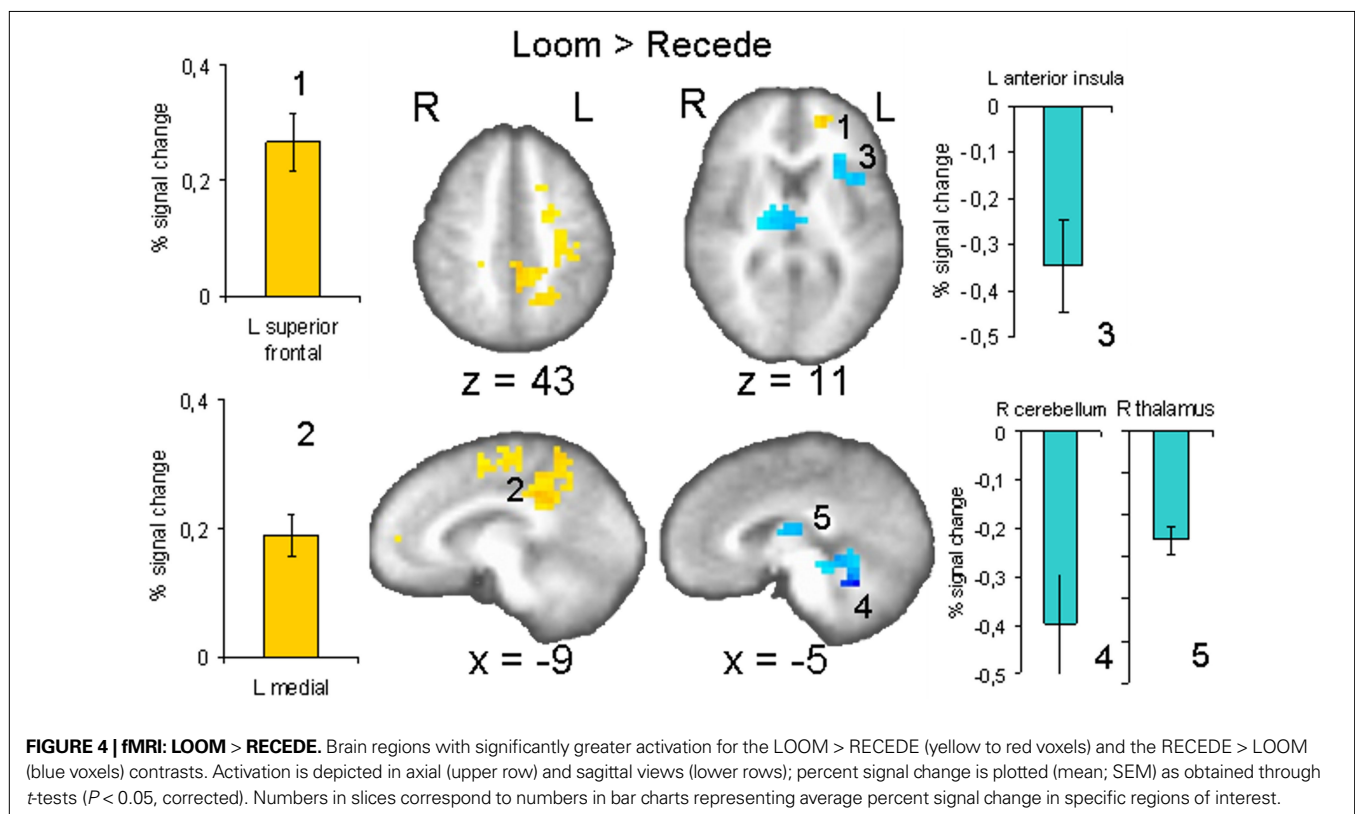 Loom > Recede
0,4
0,2
0
% signal change
1
L superior
frontal
R
L
z = 43
R
L
1
3
z = 11
L anterior insula
0
-0,1
-0,2
-0,3
-0,4
-0,5
% signal change
3
0,4
0,2
0
% signal change
2
L medial
2
x = -9
5
4
x = -5
R cerebellum
0
-0,1
-0,2
-0,3
-0,4
-0,5
% signal change
4
R thalamus
5
FIGURE 4 | fMRI: LOOM > RECEDE. Brain regions with significantly greater activation for the LOOM > RECEDE (yellow to red voxels) and the RECEDE > LOOM
(blue voxels) contrasts. Activation is depicted in axial (upper row) and sagittal views (lower rows); percent signal change is plotted (mean; SEM) as obtained through
t-tests (P < 0.05, corrected). Numbers in slices correspond to numbers in bar charts representing average percent signal change in specific regions of interest.